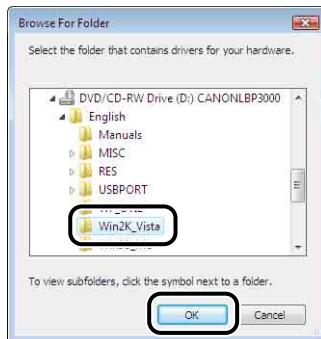 Browse For Folder
Select the folder that contains drivers for your hardware.
DVD/CD-RW Drive (D:) CANONLBP3000
English
Manuals
MISC
RES
USBPORT
Win2K_Vista
To view subfolders, click the symbol next to a folder.
OK Cancel